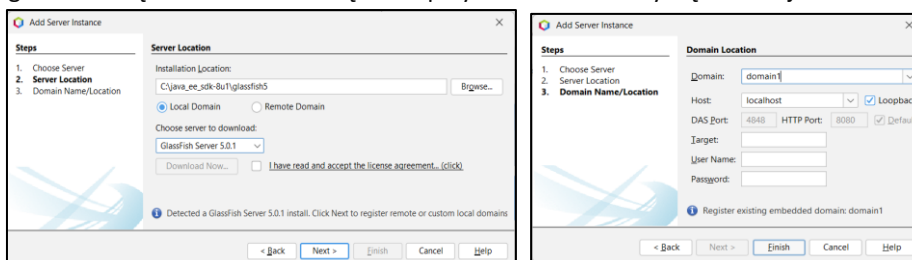 Add Server Instance
Steps
1. Choose Server
2. Server Location
3. Domain Name/Location
Server Location
Installation Location:
C:\java_ee_sdk-8u1\glassfish5
Browse...
Local Domain
Remote Domain
Choose server to download:
GlassFish Server 5.0.1
Download Now...
I have read and accept the license agreement... (click)
Detected a GlassFish Server 5.0.1 install. Click Next to register remote or custom local domains
< Back
Next >
Finish
Cancel
Help
Add Server Instance
Steps
1. Choose Server
2. Server Location
3. Domain Name/Location
Domain Location
Domain: domain1
Host: localhost
Loopbac
DAS Port: 4848 HTTP Port: 8080 Defau
Target:
User Name:
Password:
Register existing embedded domain: domain1
< Back
Next >
Finish
Cancel
Help